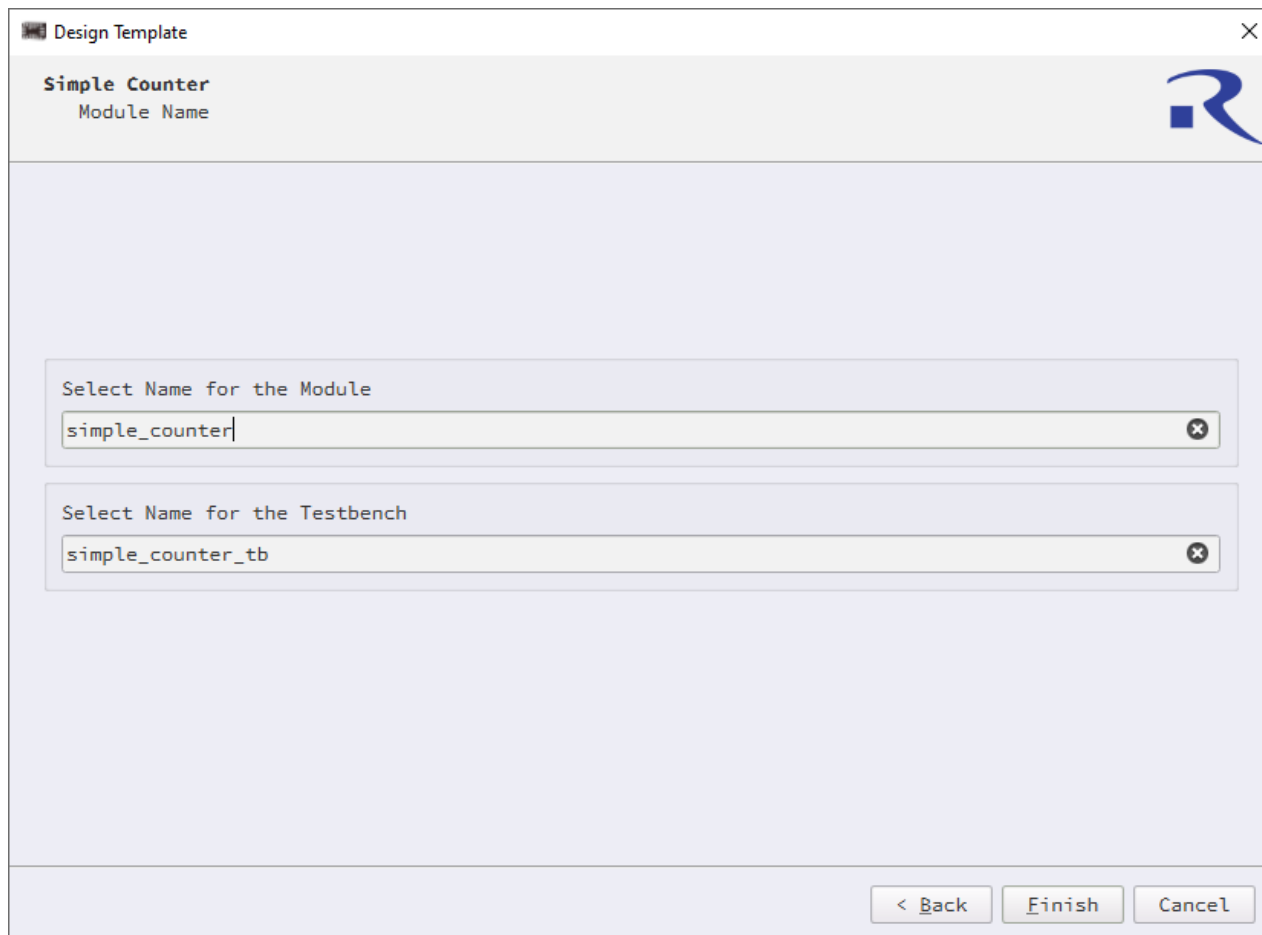 Design Template
Simple Counter
Module Name
Select Name for the Module
simple_counter
Select Name for the Testbench
simple_counter_tb
< Back Finish Cancel